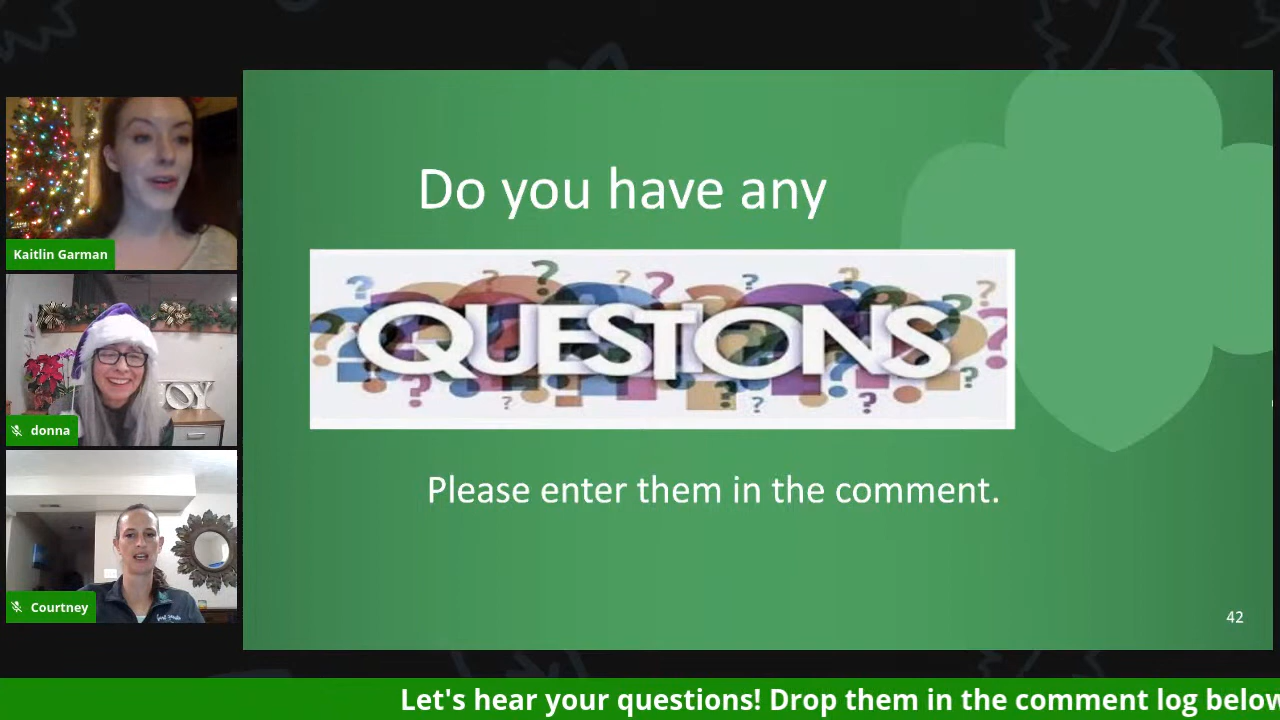 Kaitlin Garman
donna
JOY
Courtney
Do you have any
QUESTIONS
Please enter them in the comment.
42
Let's hear your questions! Drop them in the comment log below